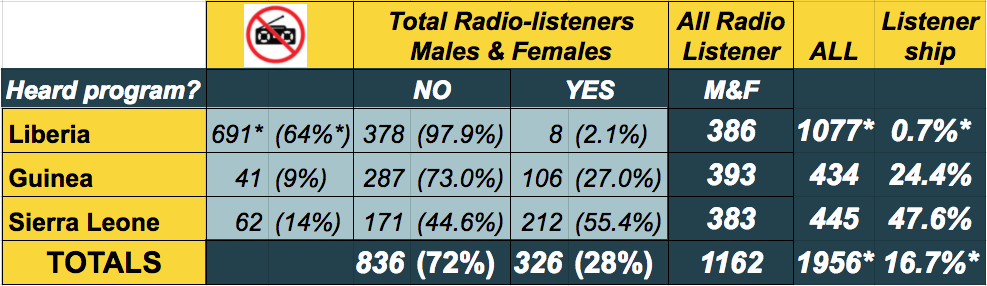 Total Radio-listeners All Radio Listener
Males & Females Listener ALL ship
Heard program? NO YES M&F
Liberia 691* (64%*) 378 (97.9%) 8 (2.1%) 386 1077* 0.7%*
Guinea 41 (9%) 287 (73.0%) 106 (27.0%) 393 434 24.4%
Sierra Leone 62 (14%) 171 (44.6%) 212 (55.4%) 383 445 47.6%
TOTALS 836 (72%) 326 (28%) 1162 1956* 16.7%*